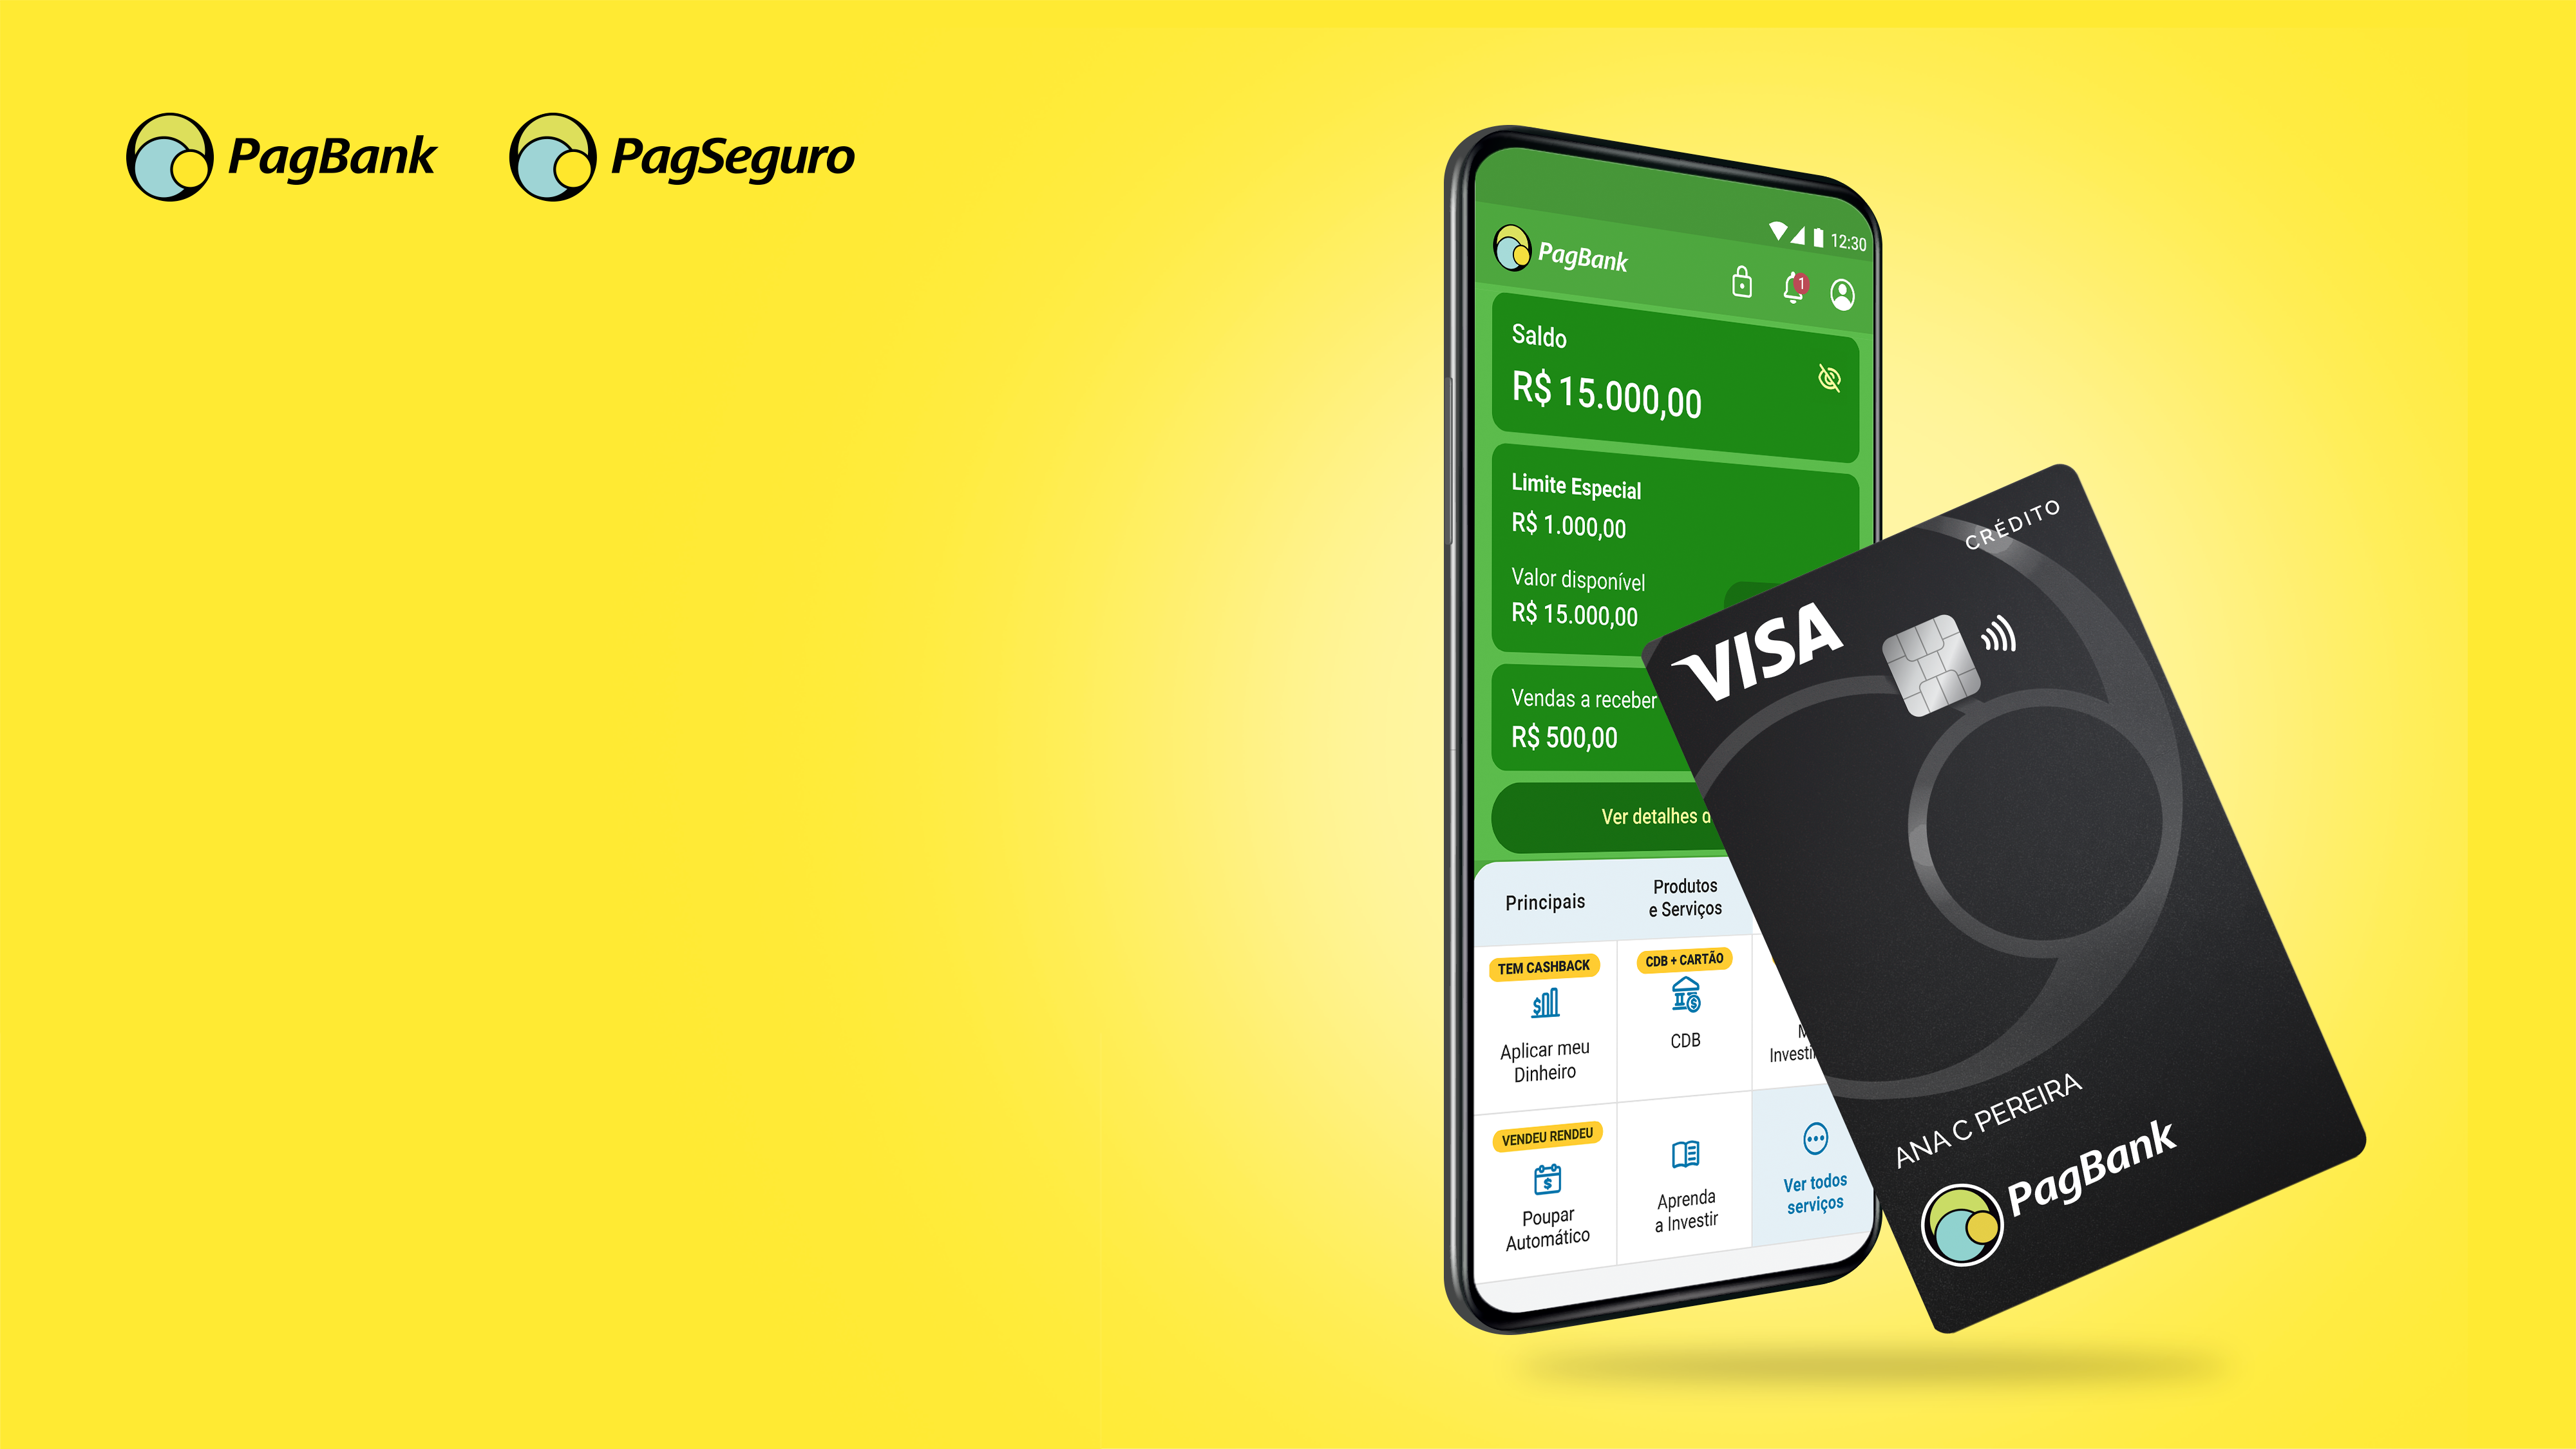 PagBank
PagSeguro
12:30
PagBank
1
Saldo
R$ 15.000,00
Limite Especial
R$ 1.000,00
Valor disponível
R$ 15.000,00
Vendas a receber
R$ 500,00
Ver detalhes
Principais
Produtos
e Serviços
TEM CASHBACK
Aplicar meu
Dinheiro
CDB + CARTÃO
CDB
VENDEU RENDEU
Poupar
Automático
Aprenda
a Investir
Ver todos
serviços
CRÉDITO
VISA
ANA C PEREIRA
PagBank